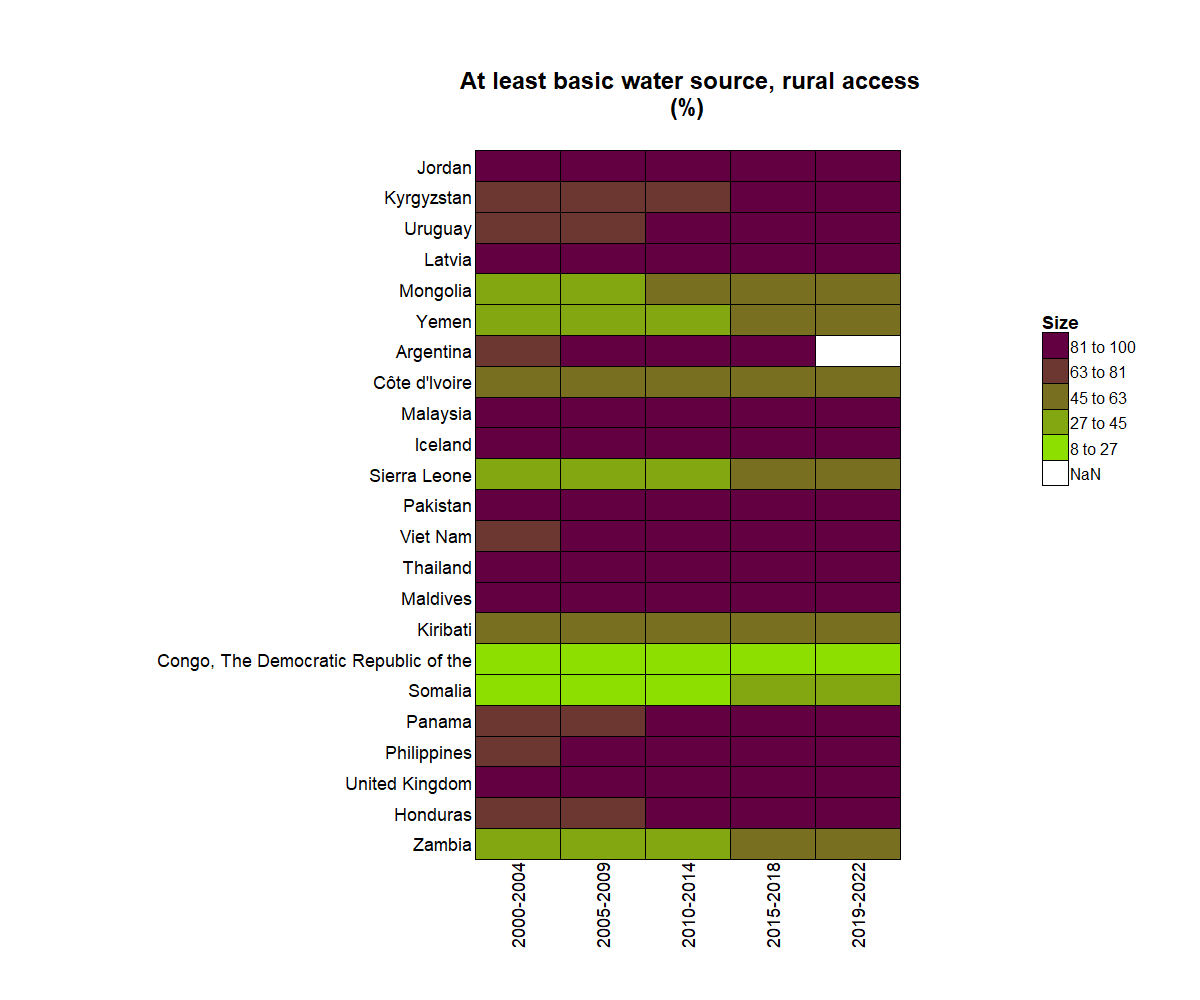 At least basic water source, rural access
(%)
Jordan
Kyrgyzstan
Uruguay
Latvia
Mongolia
Yemen
Argentina
Côte d'Ivoire
Malaysia
Iceland
Sierra Leone
Pakistan
Viet Nam
Thailand
Maldives
Kiribati
Congo, The Democratic Republic of the
Somalia
Panama
Philippines
United Kingdom
Honduras
Zambia
2000-2004
2005-2009
2010-2014
2015-2018
2019-2022
Size
81 to 100
63 to 81
45 to 63
27 to 45
8 to 27
NaN